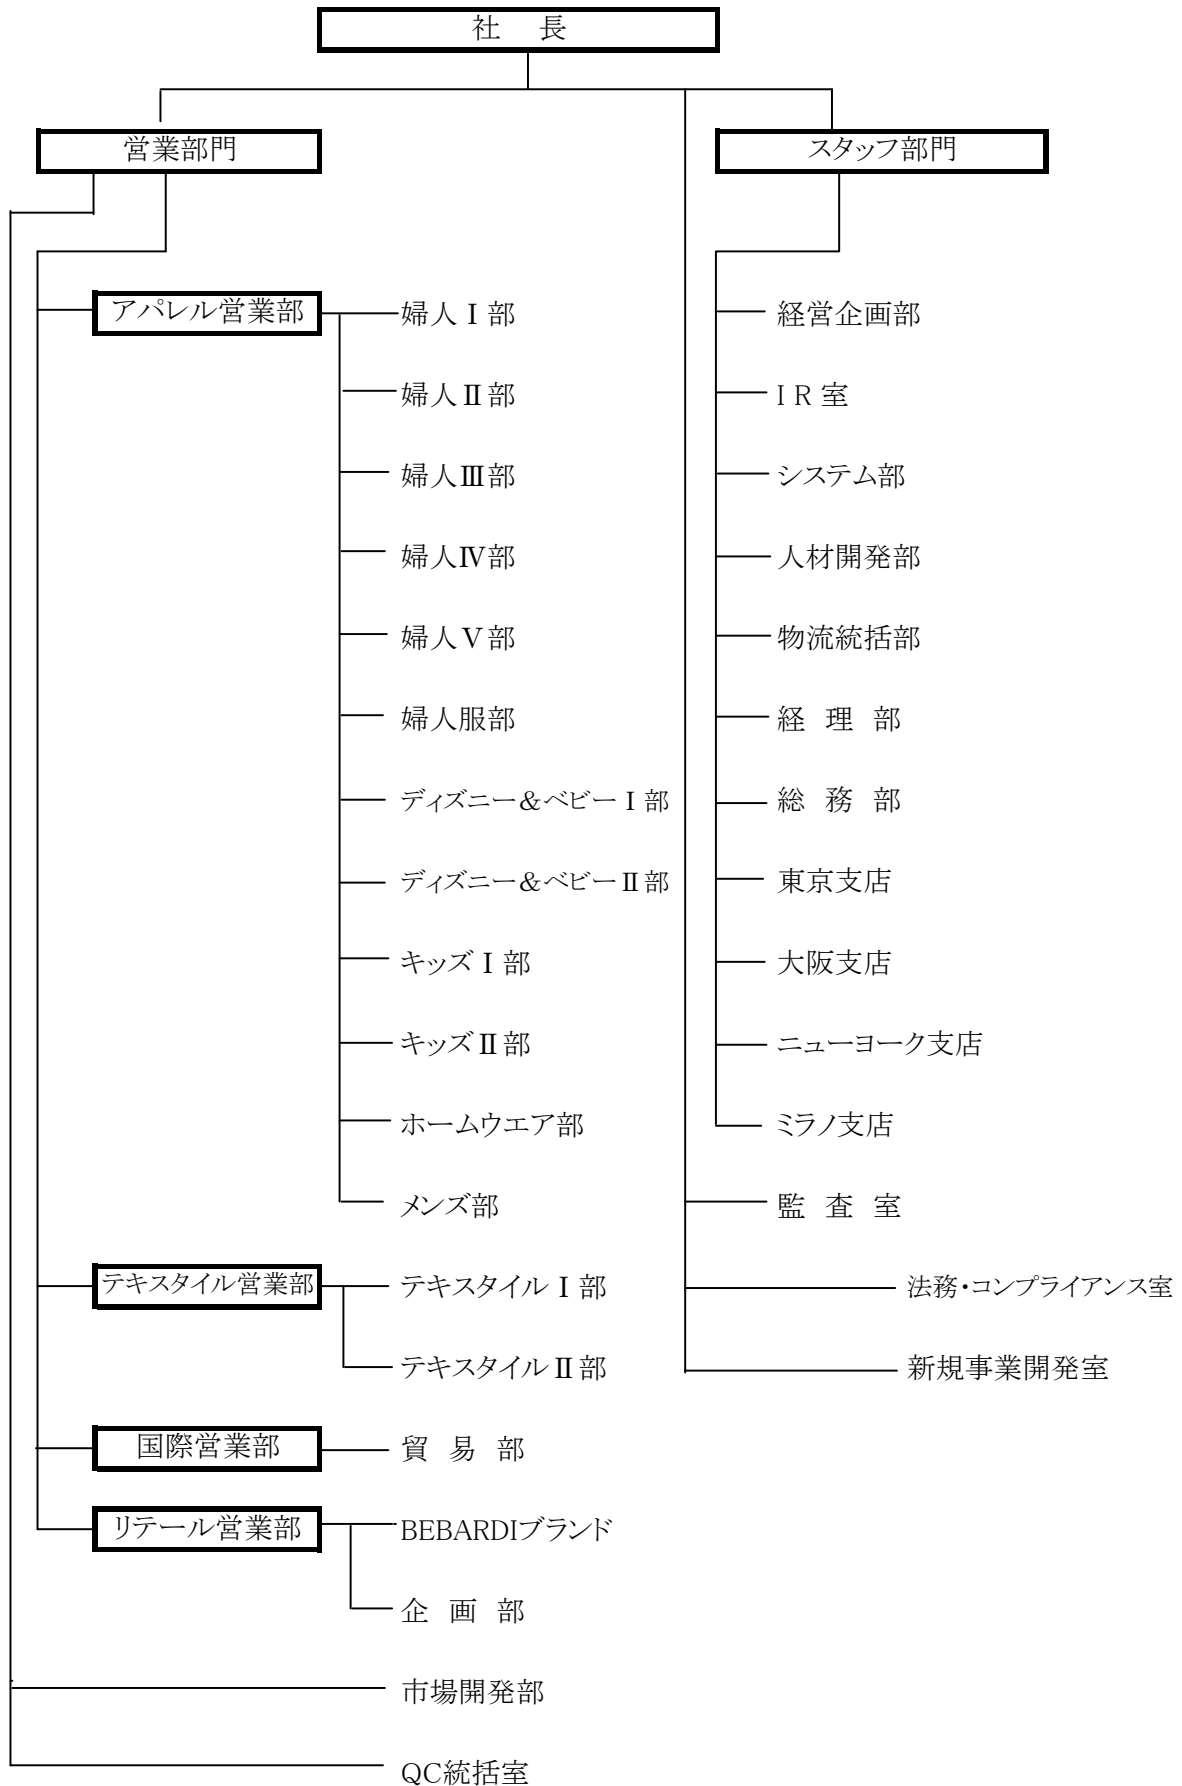 社　長
営業部門
スタッフ部門
アパレル営業部
婦人Ⅰ部
経営企画部
婦人Ⅱ部
IR室
婦人Ⅲ部
システム部
婦人Ⅳ部
人材開発部
婦人Ⅴ部
物流統括部
婦人服部
経　理　部
ディズニー＆ベビーⅠ部
総　務　部
ディズニー＆ベビーⅡ部
東京支店
キッズⅠ部
大阪支店
キッズⅡ部
ニューヨーク支店
ホームウエア部
ミラノ支店
メンズ部
監　査　室
テキスタイル営業部
テキスタイルⅠ部
法務・コンプライアンス室
テキスタイルⅡ部
新規事業開発室
国際営業部
貿　易　部
リテール営業部
BEBARDIブランド
企　画　部
市場開発部
QC統括室